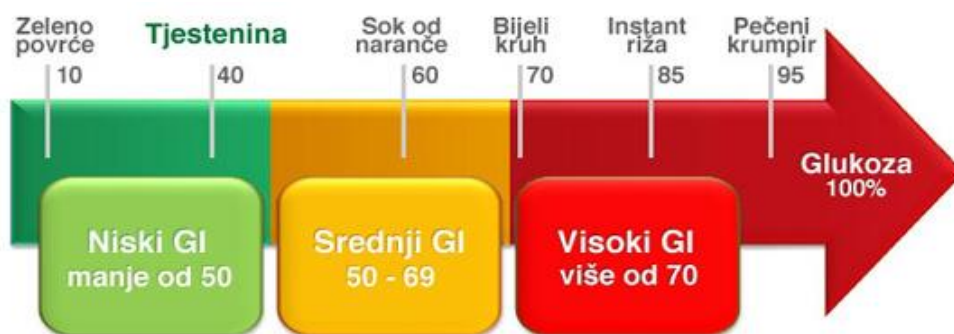 Zeleno
povrće
10
Tjestenina
40
Sok od
naranče
60
Bijeli
kruh
70
Instant
riža
85
Pečeni
krumpir
95
Glukoza
100%
Niski GI
manje od 50
Srednji GI
50 - 69
Visoki GI
više od 70